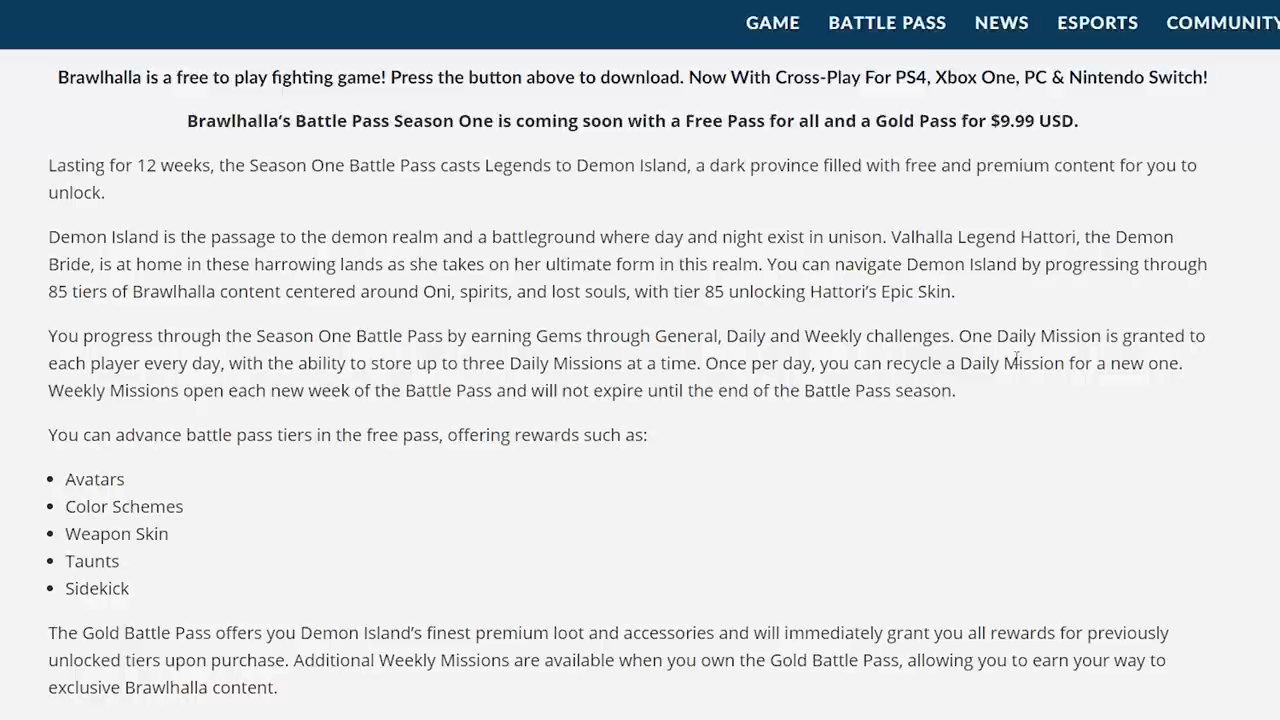 GAME BATTLE PASS NEWS ESPORTS COMMUNITY
Brawlhalla is a free to play fighting game! Press the button above to download. Now With Cross-Play For PS4, Xbox One, PC & Nintendo Switch!
Brawlhalla’s Battle Pass Season One is coming soon with a Free Pass for all and a Gold Pass for $9.99 USD.
Lasting for 12 weeks, the Season One Battle Pass casts Legends to Demon Island, a dark province filled with free and premium content for you to
unlock.
Demon Island is the passage to the demon realm and a battleground where day and night exist in unison. Valhalla Legend Hattori, the Demon
Bride, is at home in these harrowing lands as she takes on her ultimate form in this realm. You can navigate Demon Island by progressing through
85 tiers of Brawlhalla content centered around Oni, spirits, and lost souls, with tier 85 unlocking Hattori’s Epic Skin.
You progress through the Season One Battle Pass by earning Gems through General, Daily and Weekly challenges. One Daily Mission is granted to
each player every day, with the ability to store up to three Daily Missions at a time. Once per day, you can recycle a Daily Mission for a new one.
Weekly Missions open each new week of the Battle Pass and will not expire until the end of the Battle Pass season.
You can advance battle pass tiers in the free pass, offering rewards such as:
• Avatars
• Color Schemes
• Weapon Skin
• Taunts
• Sidekick
The Gold Battle Pass offers you Demon Island’s finest premium loot and accessories and will immediately grant you all rewards for previously
unlocked tiers upon purchase. Additional Weekly Missions are available when you own the Gold Battle Pass, allowing you to earn your way to
exclusive Brawlhalla content.